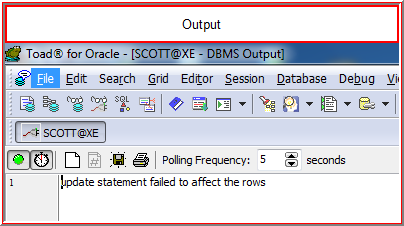 Output
Toad® for Oracle - [SCOTT@XE - DBMS Output]
File Edit Search Grid Editor Session Database Debug
SQL
SCOTT@XE
Polling Frequency: 5 seconds
1 update statement failed to affect the rows